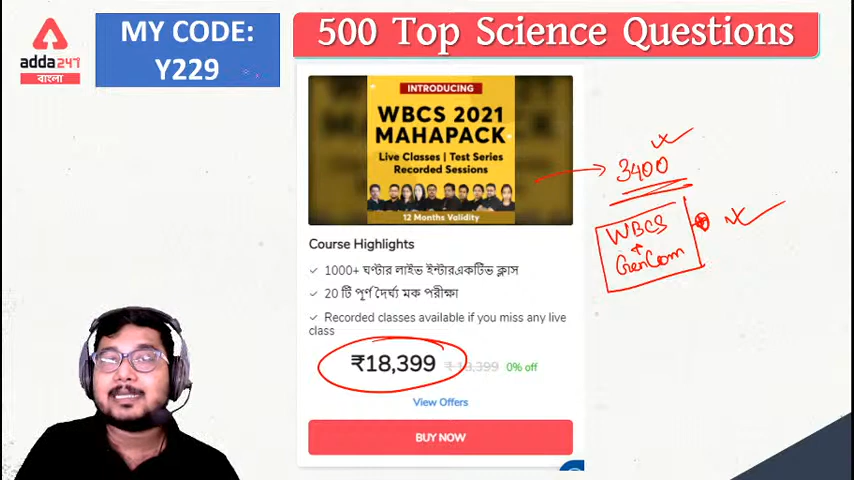 adda247
বাংলা
MY CODE:
Y229
500 Top Science Questions
INTRODUCING
WBCS 2021
MAHAPACK
Live Classes | Test Series
Recorded Sessions
12 Months Validity
Course Highlights
✓ 1000+ ঘণ্টার লাইভ ইন্টারএকটিভ ক্লাস
✓ 20 টি পূর্ণ দৈর্ঘ্য মক পরীক্ষা
✓ Recorded classes available if you miss any live
class
₹18,399 ₹ 18,399 0% off
View Offers
BUY NOW
3400
WBCS
+
GenCom